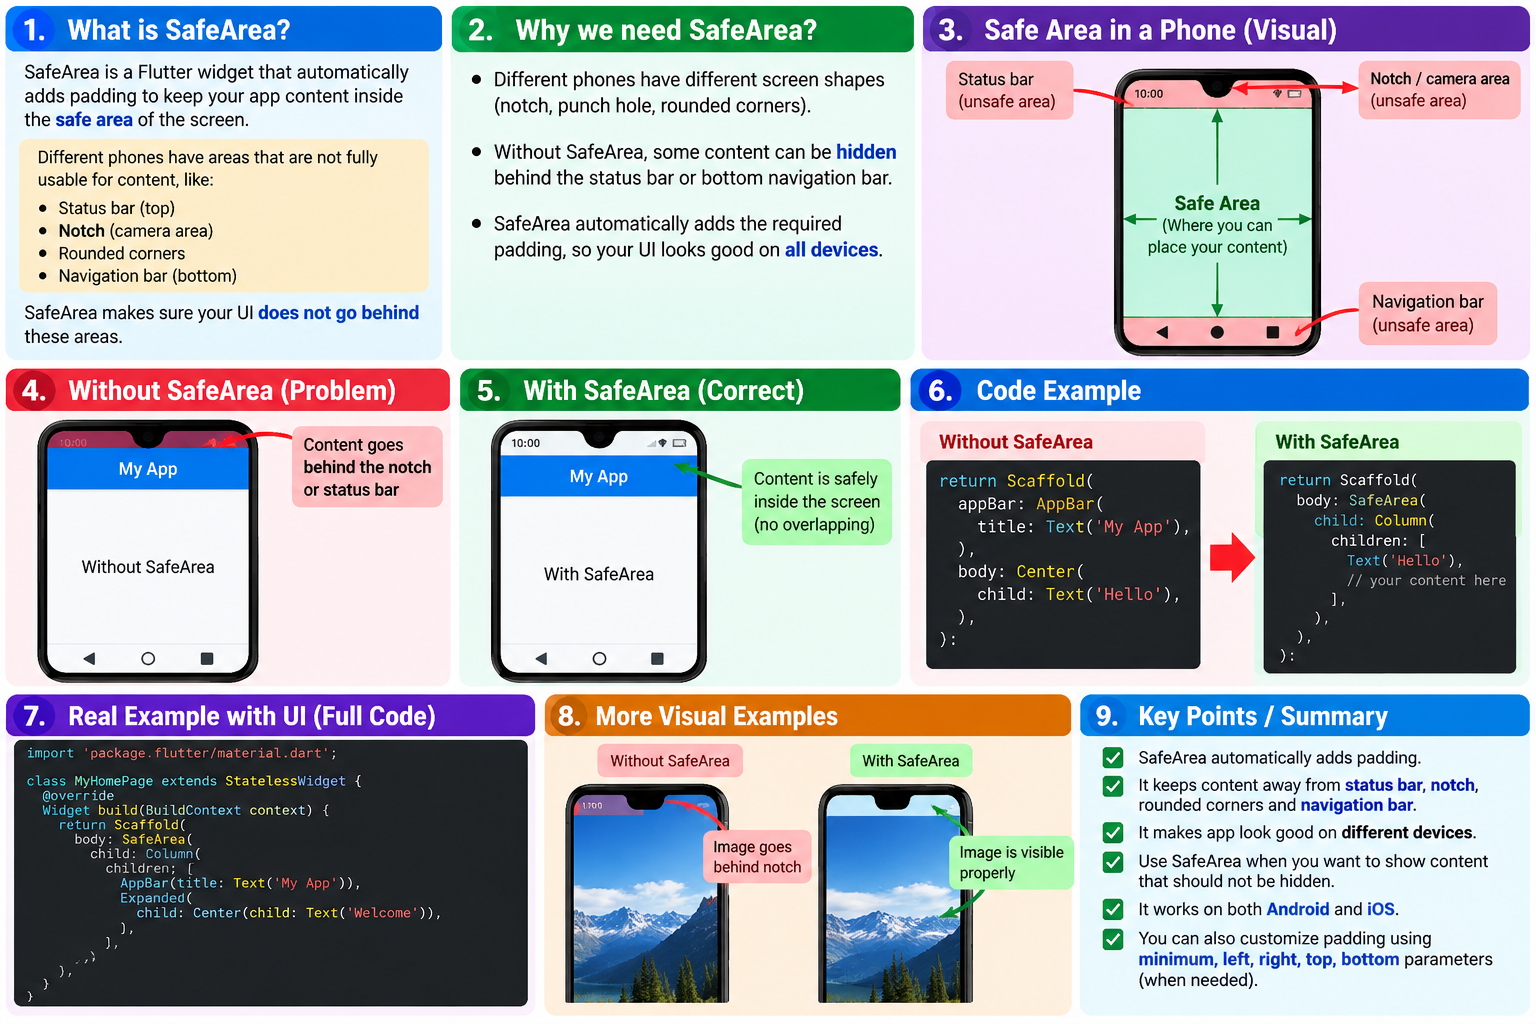 1. What is SafeArea?
SafeArea is a Flutter widget that automatically
adds padding to keep your app content inside
the safe area of the screen.
Different phones have areas that are not fully
usable for content, like:
• Status bar (top)
• Notch (camera area)
• Rounded corners
• Navigation bar (bottom)
SafeArea makes sure your UI does not go behind
these areas.
2. Why we need SafeArea?
• Different phones have different screen shapes
(notch, punch hole, rounded corners).
• Without SafeArea, some content can be hidden
behind the status bar or bottom navigation bar.
• SafeArea automatically adds the required
padding, so your UI looks good on all devices.
3. Safe Area in a Phone (Visual)
Status bar
(unsafe area)
10:00
Notch / camera area
(unsafe area)
Safe Area
(Where you can
place your content)
Navigation bar
(unsafe area)
4. Without SafeArea (Problem)
10:00
My App
Without SafeArea
Content goes
behind the notch
or status bar
5. With SafeArea (Correct)
10:00
My App
With SafeArea
Content is safely
inside the screen
(no overlapping)
6. Code Example
Without SafeArea
return Scaffold(
appBar: AppBar(
title: Text('My App'),
),
body: Center(
child: Text('Hello'),
),
):
With SafeArea
return Scaffold(
body: SafeArea(
child: Column(
children: [
Text('Hello'),
// your content here
],
),
),
):
7. Real Example with UI (Full Code)
import 'package.flutter/material.dart';
class MyHomePage extends StatelessWidget {
@override
Widget build(BuildContext context) {
return Scaffold(
body: SafeArea(
child: Column(
children; [
AppBar(title: Text('My App')),
Expanded(
child: Center(child: Text('Welcome')),
],
],
),
}
}
8. More Visual Examples
Without SafeArea
Image goes
behind notch
With SafeArea
Image is visible
properly
9. Key Points / Summary
SafeArea automatically adds padding.
It keeps content away from status bar, notch,
rounded corners and navigation bar.
It makes app look good on different devices.
Use SafeArea when you want to show content
that should not be hidden.
It works on both Android and iOS.
You can also customize padding using
minimum, left, right, top, bottom parameters
(when needed).